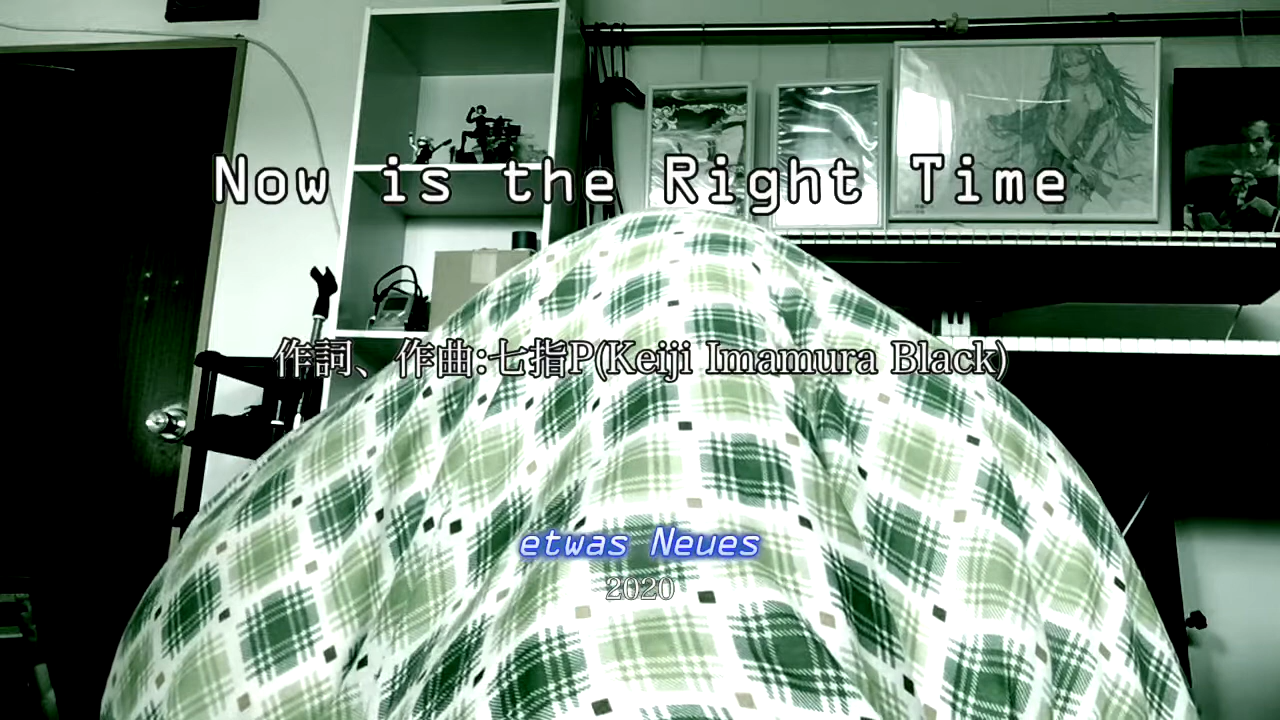 Now is the Right Time
作詞、作曲:七指P(Keiji Imamura Black)
etwas Neues
2020